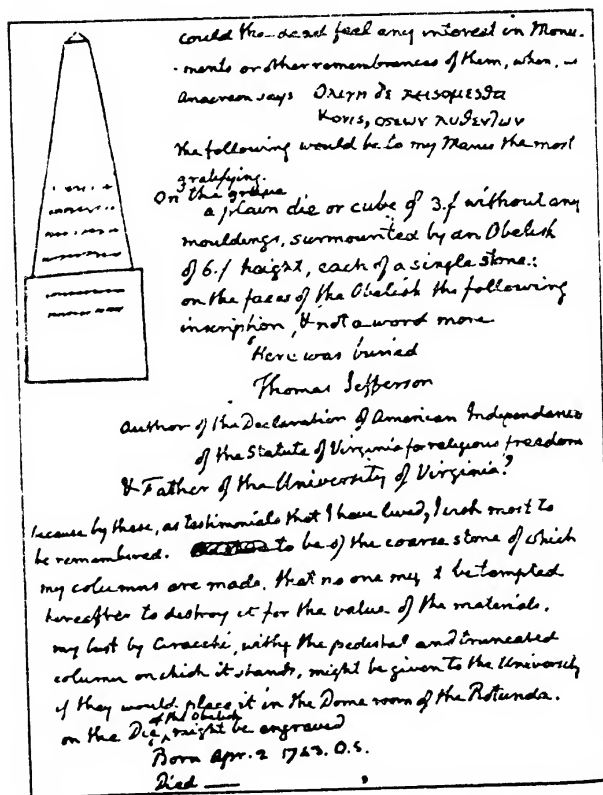 could the dead feel any interest in Monu-
-ments or other remembrances of them, when, as
Anacreon says Ολιγη δε κεισομεσθα
Κονις, οσεων λυθεντων
the following would be to my Manes the most
gratifying.
On the grave
a plain die or cube of 3.f without any
mouldings, surmounted by an Obelisk
of 6.f height, each of a single stone:
on the faces of the Obelisk the following
inscription, & not a word more
'Here was buried
Thomas Jefferson
Author of the Declaration of American Independance
of the Statute of Virginia for religious freedom
& Father of the University of Virginia.'
because by these, as testimonials that I have lived, I wish most to
be remembered. to be of the coarse stone of which
my columns are made, that no one might be tempted
hereafter to destroy it for the value of the materials.
my bust by Ciracchi, with the pedestal and truncated
column on which it stands, might be given to the University
if they would place it in the Dome room of the Rotunda.
on the Die of the Obelisk might be engraved
Born Apr. 2 1743. O.S.
Died ——